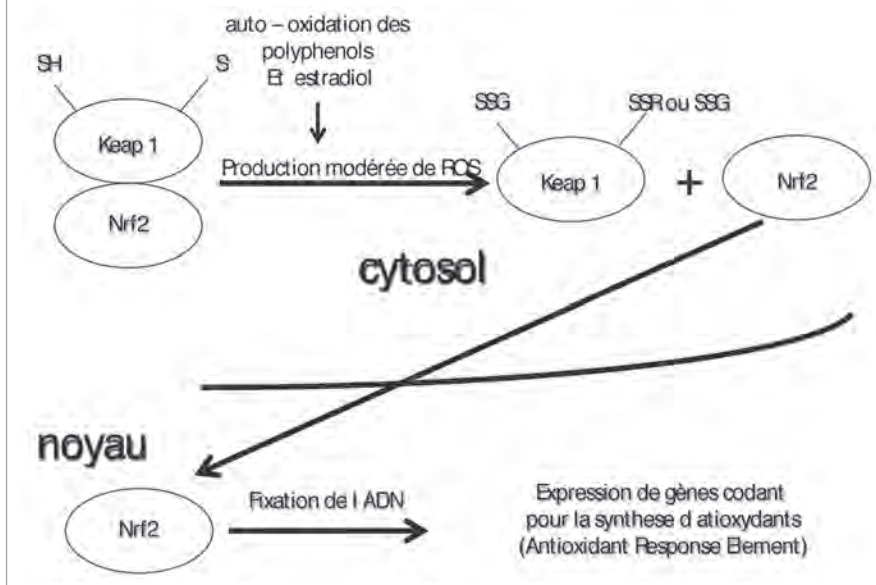 auto – oxidation des
polyphenols
Et estradiol
SH
S
Keap 1
Nrf2
Production modérée de ROS
SSG
SSR ou SSG
Keap 1
+
Nrf2
cytosol
noyau
Nrf2
Fixation de l ADN
Expression de gènes codant
pour la synthese d atioxydants
(Antioxidant Response Element)